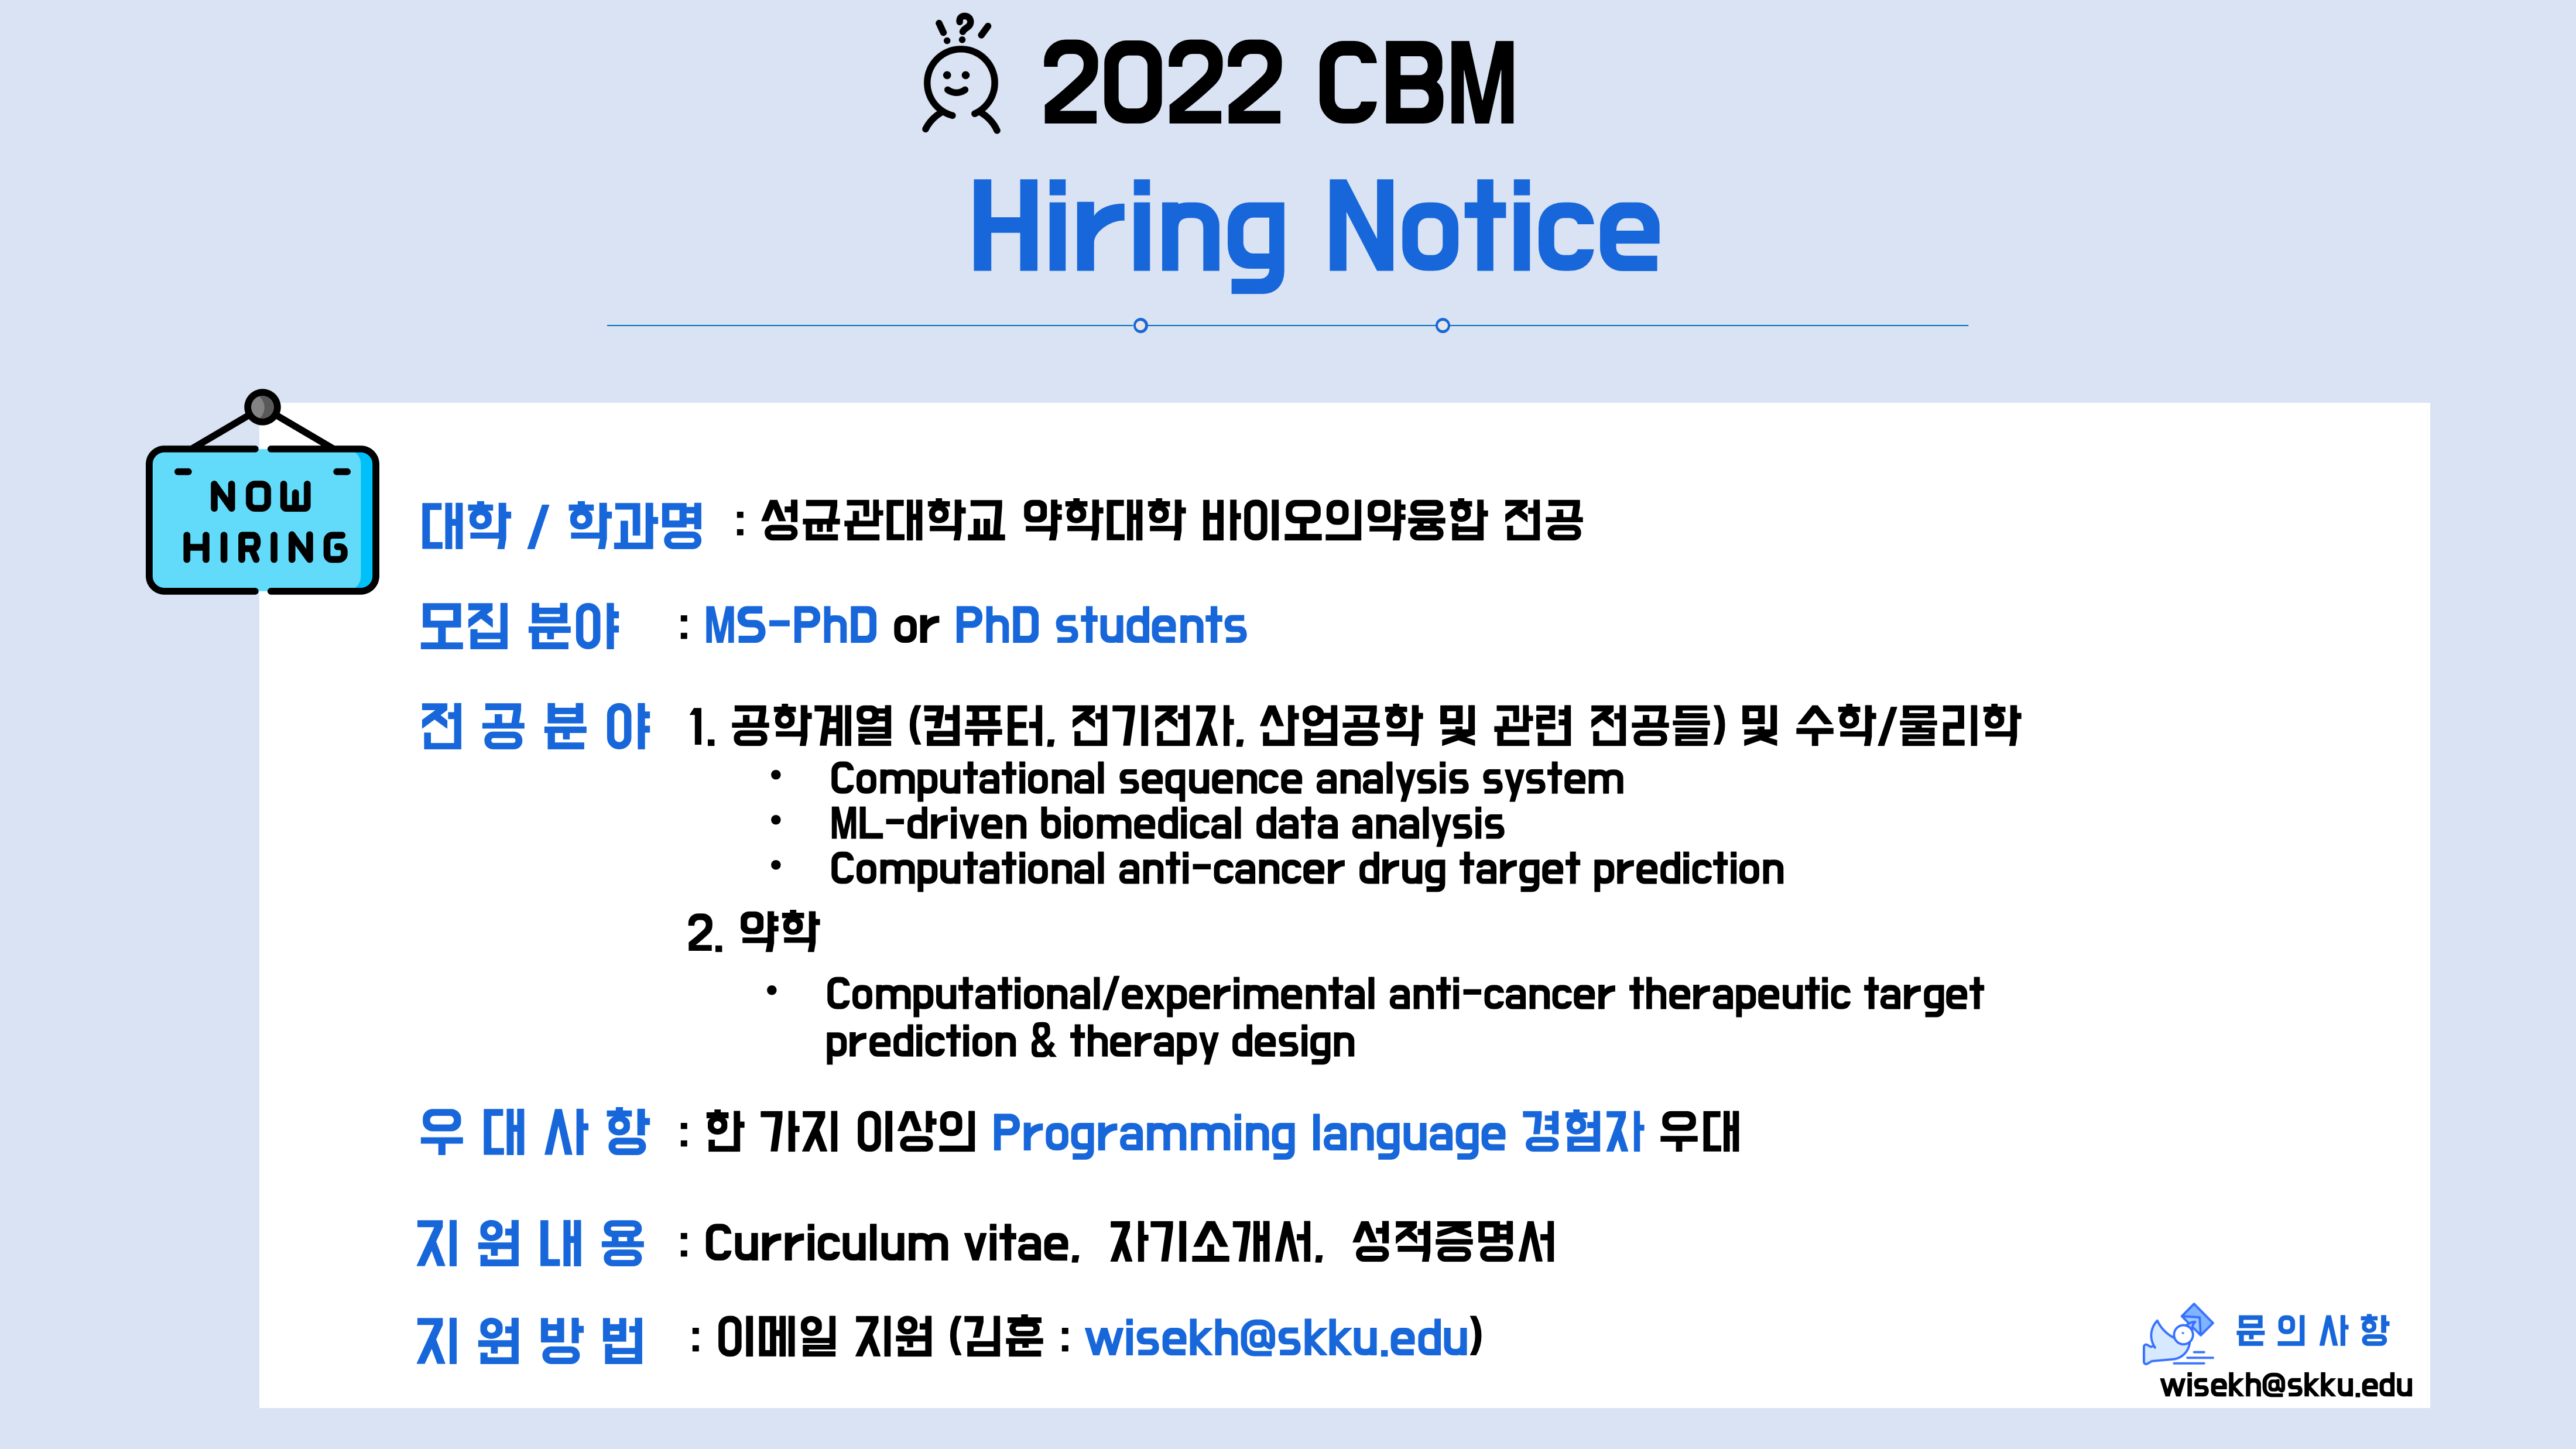 2022 CBM
Hiring Notice
NOW
HIRING
대학 / 학과명 : 성균관대학교 약학대학 바이오의약융합 전공
모집 분야 : MS-PhD or PhD students
전 공 분 야 1. 공학계열 (컴퓨터, 전기전자, 산업공학 및 관련 전공들) 및 수학/물리학
• Computational sequence analysis system
• ML-driven biomedical data analysis
• Computational anti-cancer drug target prediction
2. 약학
• Computational/experimental anti-cancer therapeutic target
prediction & therapy design
우 대 사 항 : 한 가지 이상의 Programming language 경험자 우대
지 원 내 용 : Curriculum vitae, 자기소개서, 성적증명서
지 원 방 법 : 이메일 지원 (김훈 : wisekh@skku.edu)
문 의 사 항
wisekh@skku.edu